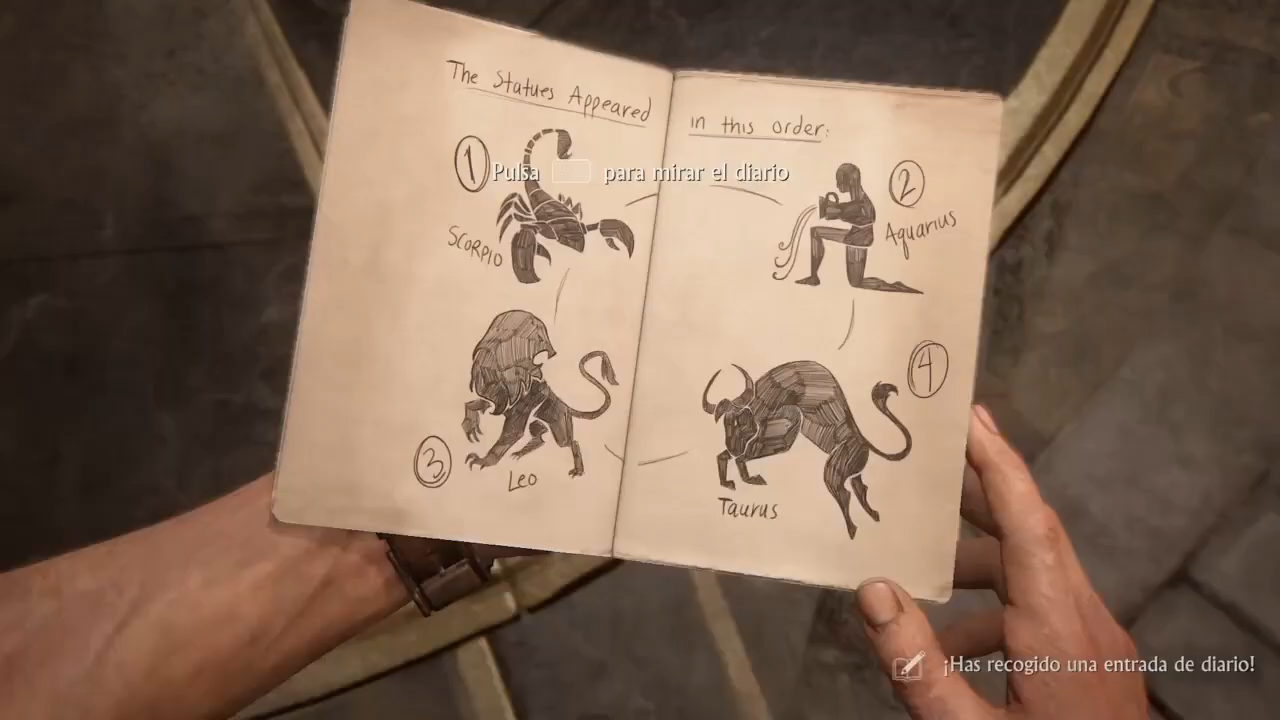 The Statues Appeared
in this order:
1
Pulsa para mirar el diario
2
SCORPIO
Aquarius
3
Leo
4
Taurus
¡Has recogido una entrada de diario!